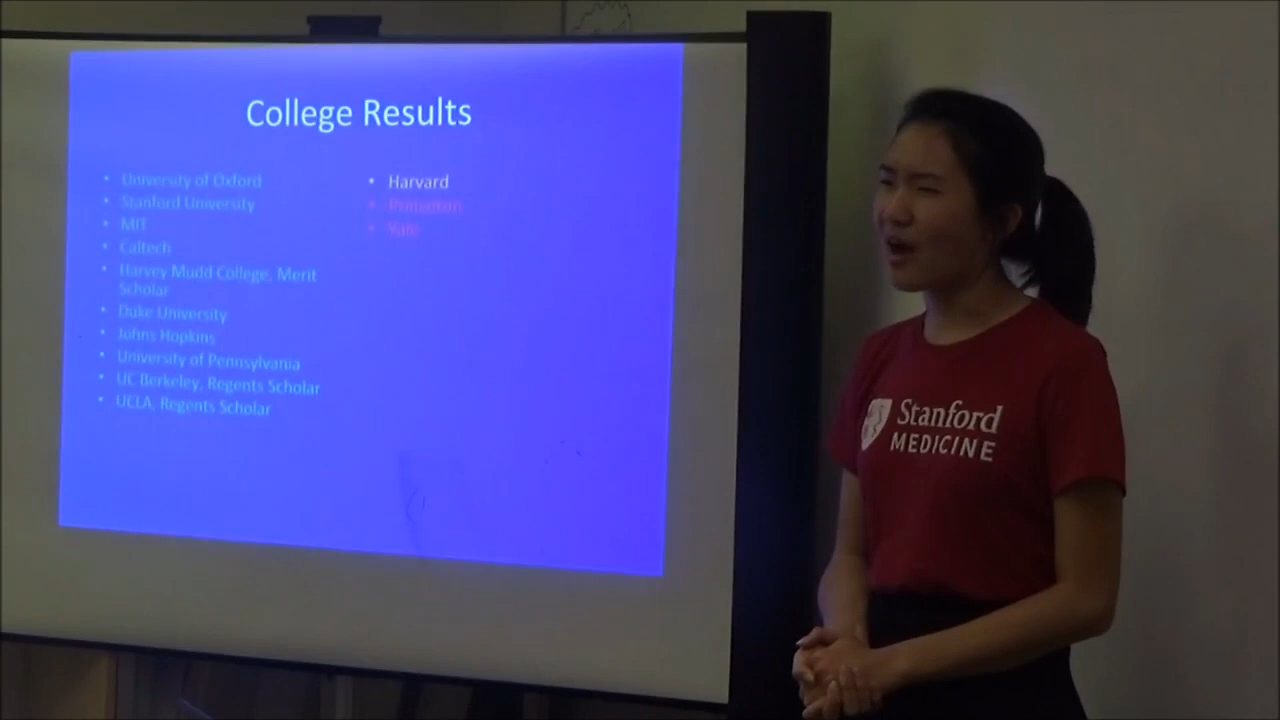 College Results
• University of Oxford
• Stanford University
• MIT
• Caltech
• Harvey Mudd College, Merit
Scholar
• Duke University
• Johns Hopkins
• University of Pennsylvania
• UC Berkeley, Regents Scholar
• UCLA, Regents Scholar
• Harvard
• Princeton
• Yale
Stanford
MEDICINE